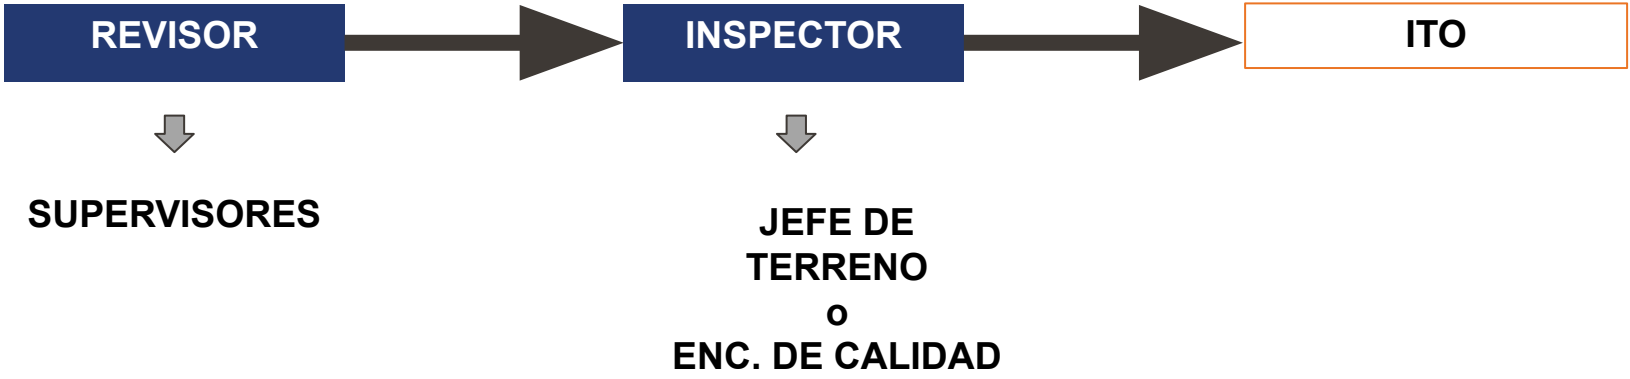 REVISOR
INSPECTOR
ITO
SUPERVISORES
JEFE DE
TERRENO
o
ENC. DE CALIDAD